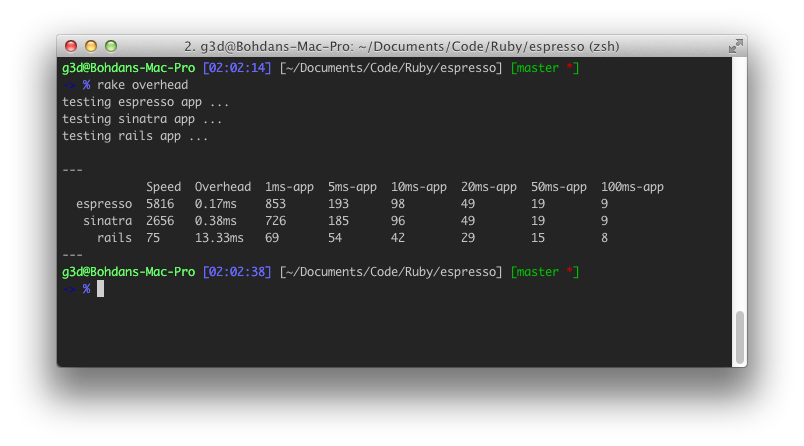 2. g3d@Bohdans-Mac-Pro: ~/Documents/Code/Ruby/espresso (zsh)
g3d@Bohdans-Mac-Pro [02:02:14] [~/Documents/Code/Ruby/espresso] [master *]
-> % rake overhead
testing espresso app ...
testing sinatra app ...
testing rails app ...
---
Speed Overhead 1ms-app 5ms-app 10ms-app 20ms-app 50ms-app 100ms-app
espresso 5816 0.17ms 853 193 98 49 19 9
sinatra 2656 0.38ms 726 185 96 49 19 9
rails 75 13.33ms 69 54 42 29 15 8
---
g3d@Bohdans-Mac-Pro [02:02:38] [~/Documents/Code/Ruby/espresso] [master *]
-> %